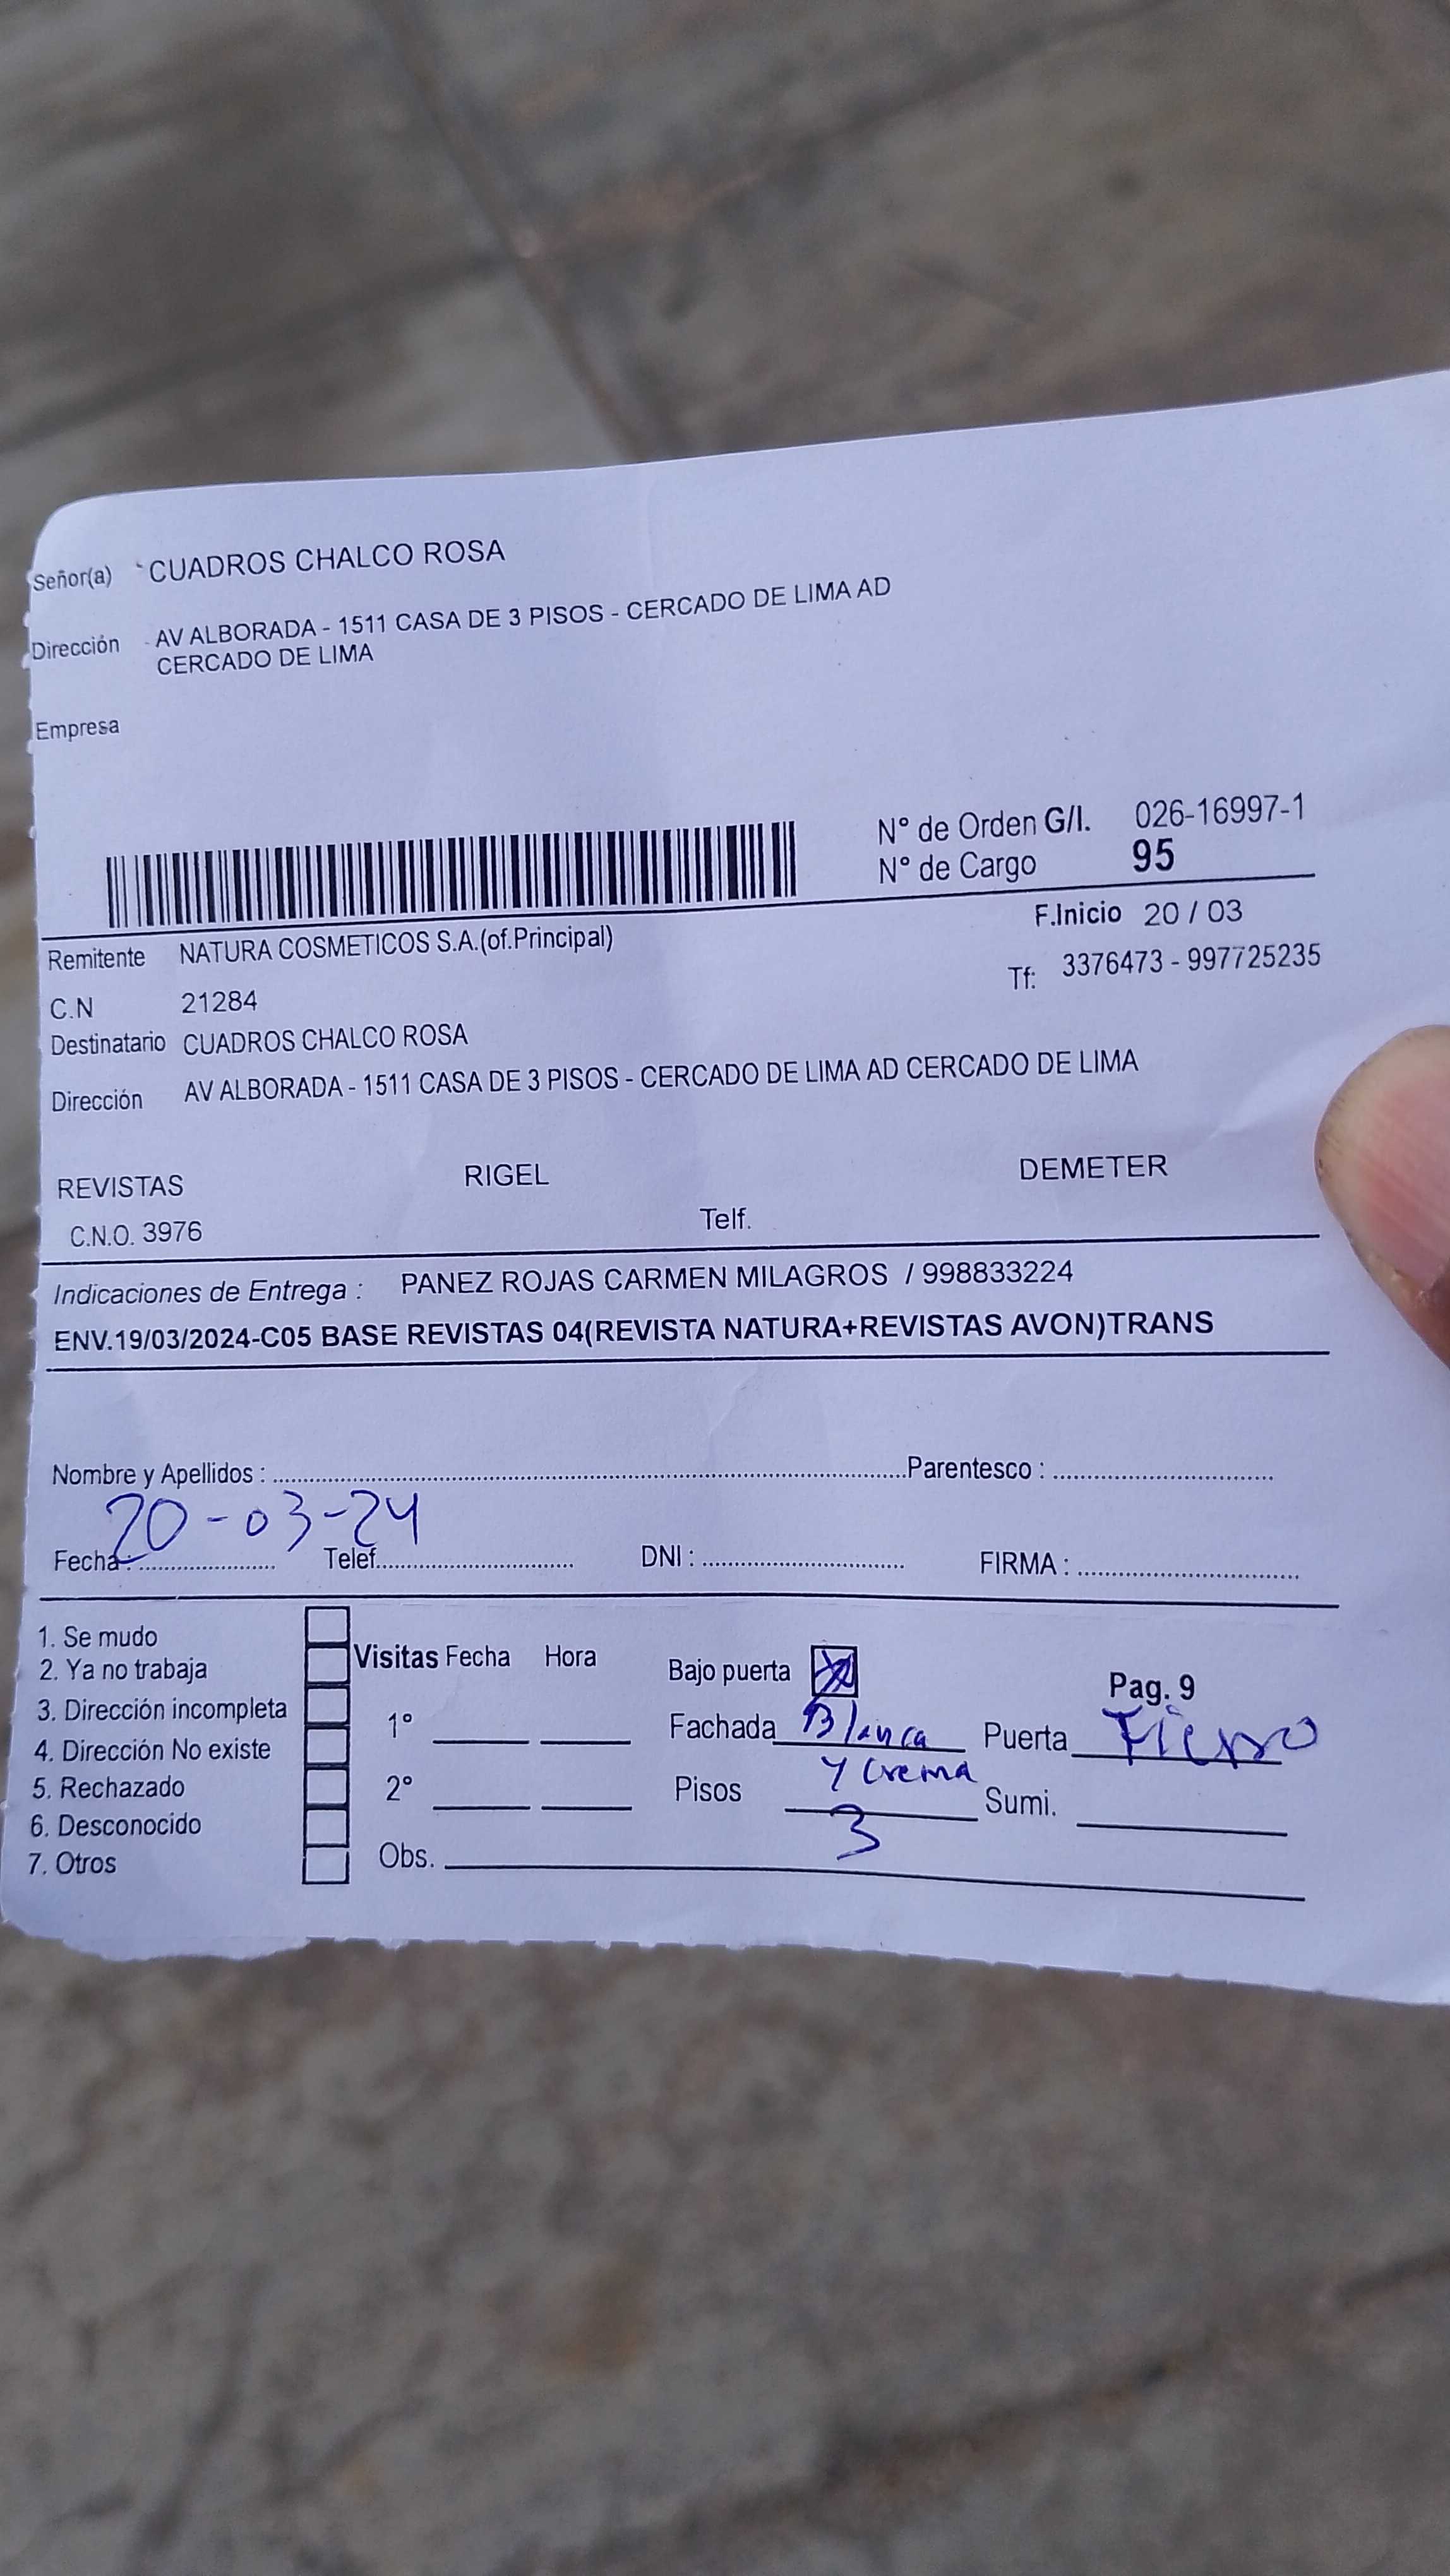 Señor(a) CUADROS CHALCO ROSA
Dirección AV ALBORADA - 1511 CASA DE 3 PISOS - CERCADO DE LIMA AD
CERCADO DE LIMA
Empresa
N° de Orden G/I. 026-16997-1
N° de Cargo 95
F.Inicio 20 / 03
Remitente NATURA COSMETICOS S.A.(of.Principal)
Tf: 3376473 - 997725235
C.N 21284
Destinatario CUADROS CHALCO ROSA
Dirección AV ALBORADA - 1511 CASA DE 3 PISOS - CERCADO DE LIMA AD CERCADO DE LIMA
REVISTAS RIGEL DEMETER
C.N.O. 3976 Telf.
Indicaciones de Entrega : PANEZ ROJAS CARMEN MILAGROS / 998833224
ENV.19/03/2024-C05 BASE REVISTAS 04(REVISTA NATURA+REVISTAS AVON)TRANS
Nombre y Apellidos : Parentesco :
20-03-24
Fecha : Telef. DNI : FIRMA :
1. Se mudo
2. Ya no trabaja
3. Dirección incompleta
4. Dirección No existe
5. Rechazado
6. Desconocido
7. Otros
Visitas Fecha Hora
1°
2°
Obs.
Bajo puerta
Fachada Blanca
y crema
Pisos 3
Pag. 9
Puerta Fierro
Sumi.